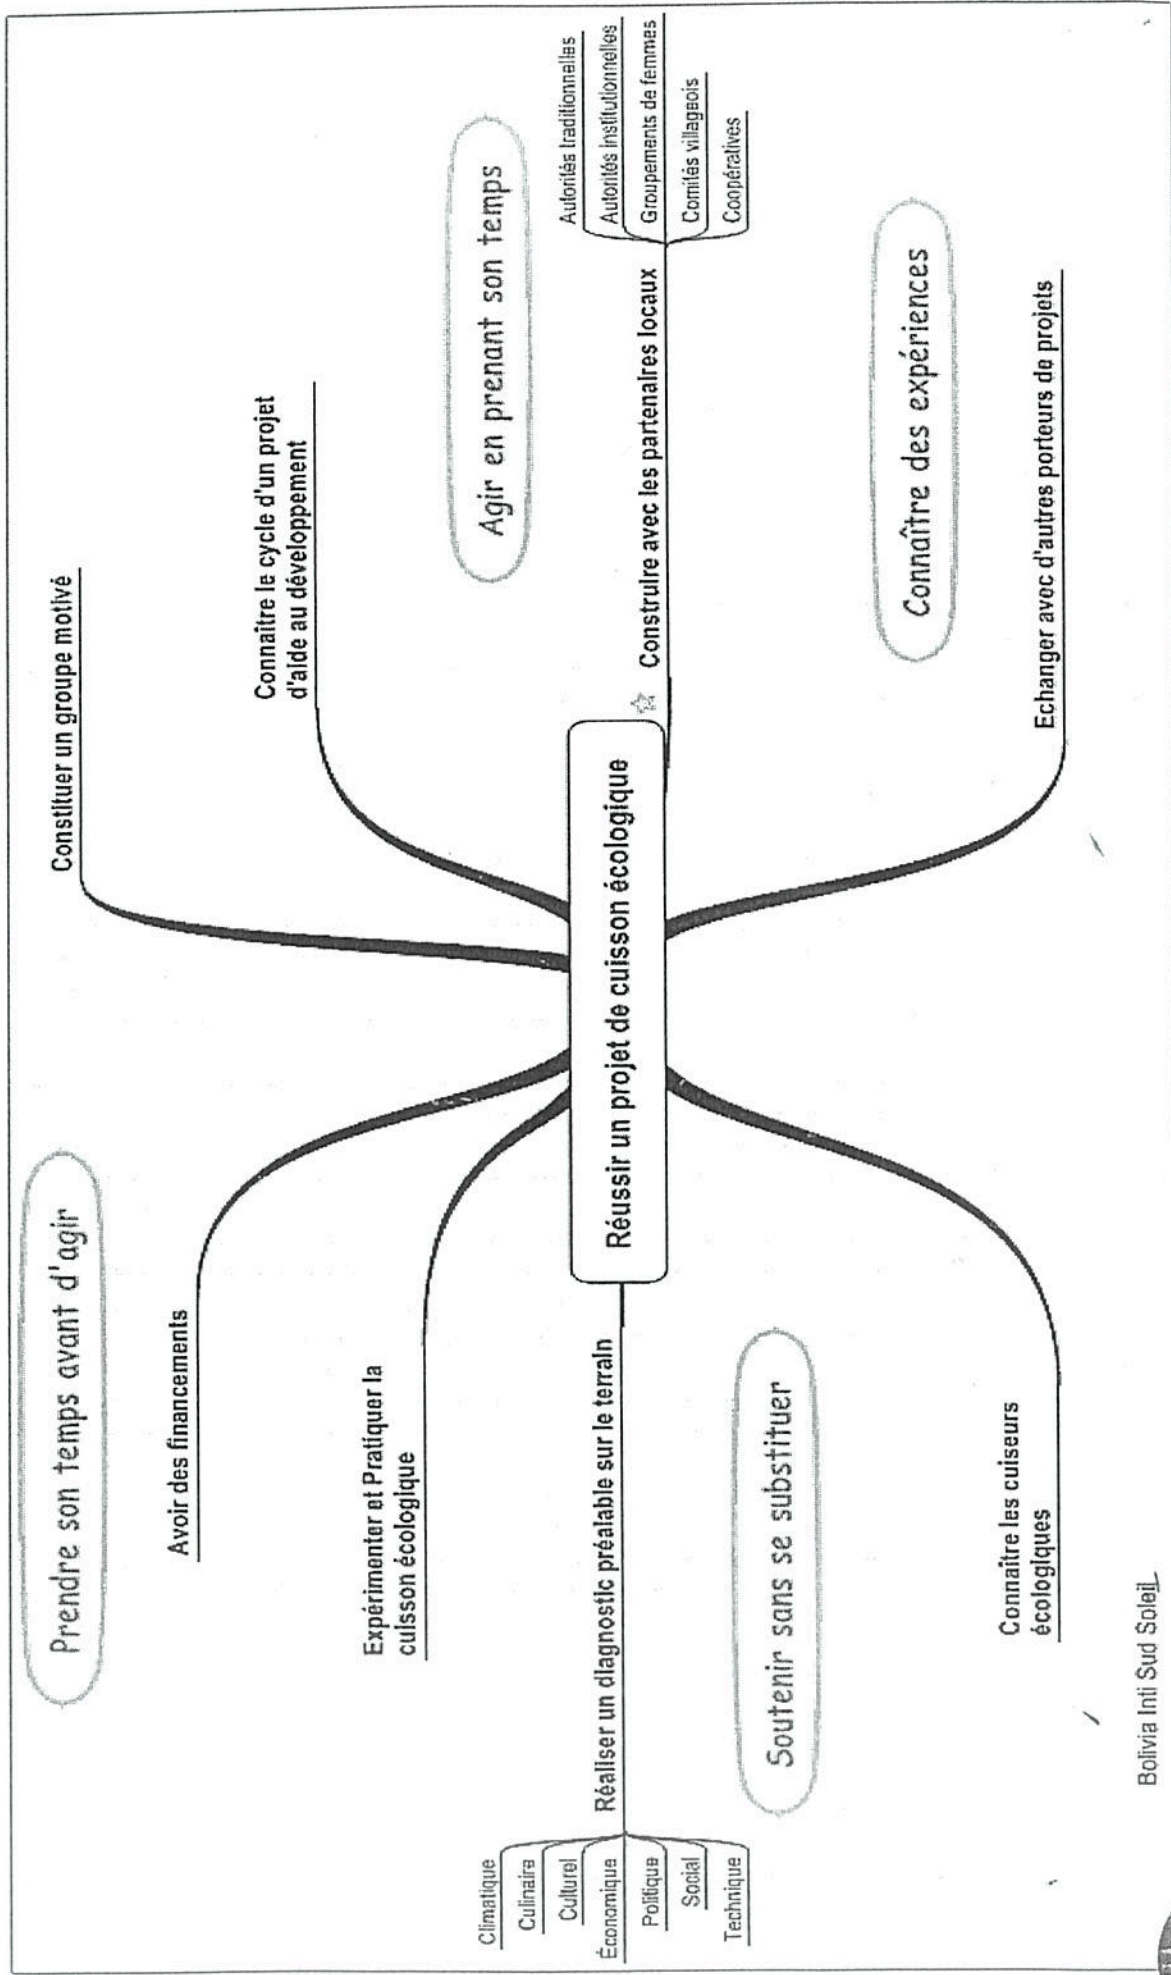 Prendre son temps avant d'agir
Constituer un groupe motivé
Avoir des financements
Connaître le cycle d'un projet
d'aide au développement
Expérimenter et Pratiquer la
cuisson écologique
Agir en prenant son temps
Climatique
Culinaire
Culturel
Économique
Politique
Social
Technique
Réaliser un diagnostic préalable sur le terrain
Réussir un projet de cuisson écologique
Construire avec les partenaires locaux
Autorités traditionnelles
Autorités institutionnelles
Groupements de femmes
Comités villageois
Coopératives
Soutenir sans se substituer
Connaître des expériences
Connaître les cuiseurs
écologiques
Echanger avec d'autres porteurs de projets
Bolivia Inti Sud Soleil